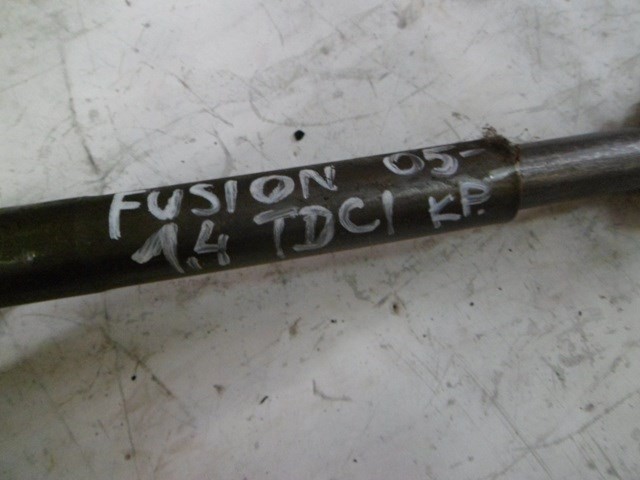 FUSION 05-
1.4 TDCI KP.